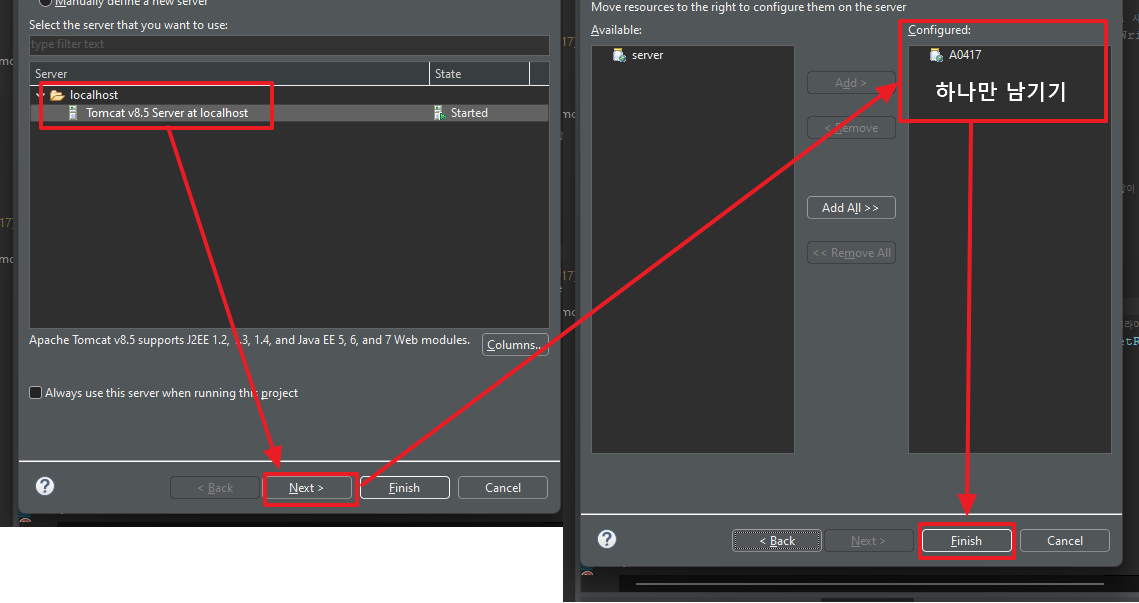 Manually define a new server
Select the server that you want to use:
type filter text
Server State
localhost
Tomcat v8.5 Server at localhost Started
Apache Tomcat v8.5 supports J2EE 1.2, 1.3, 1.4, and Java EE 5, 6, and 7 Web modules.
Columns...
Always use this server when running this project
< Back Next > Finish Cancel
Move resources to the right to configure them on the server
Available: Configured:
server
A0417
하나만 남기기
Add >
< Remove
Add All >>
<< Remove All
< Back Next > Finish Cancel